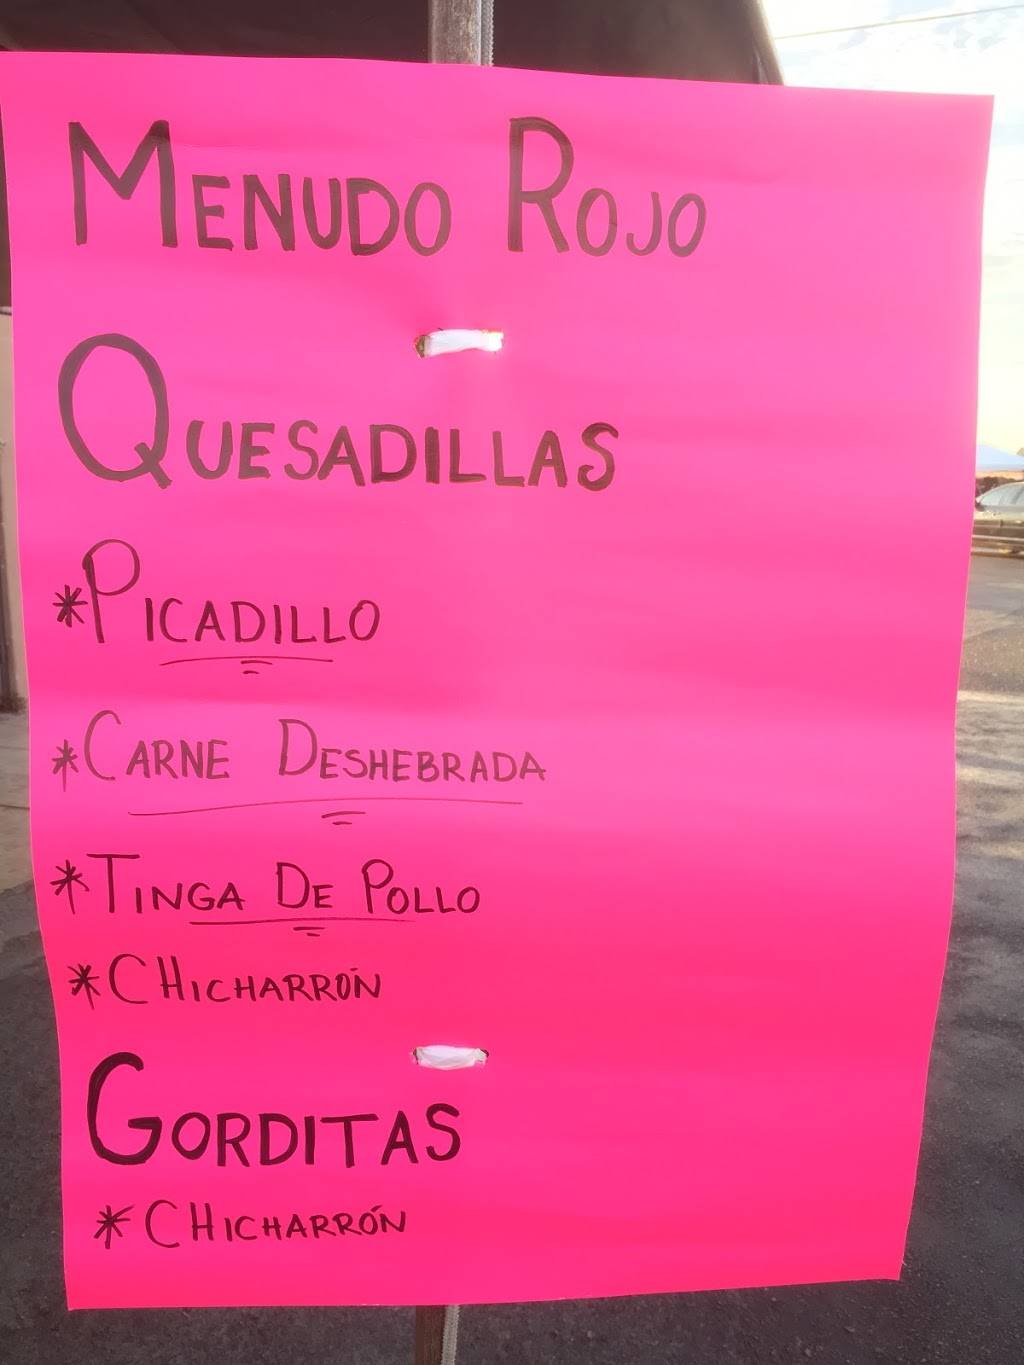 MENUDO ROJO
QUESADILLAS
*PICADILLO
*CARNE DESHEBRADA
*TINGA DE POLLO
*CHICHARRÓN
GORDITAS
*CHICHARRÓN